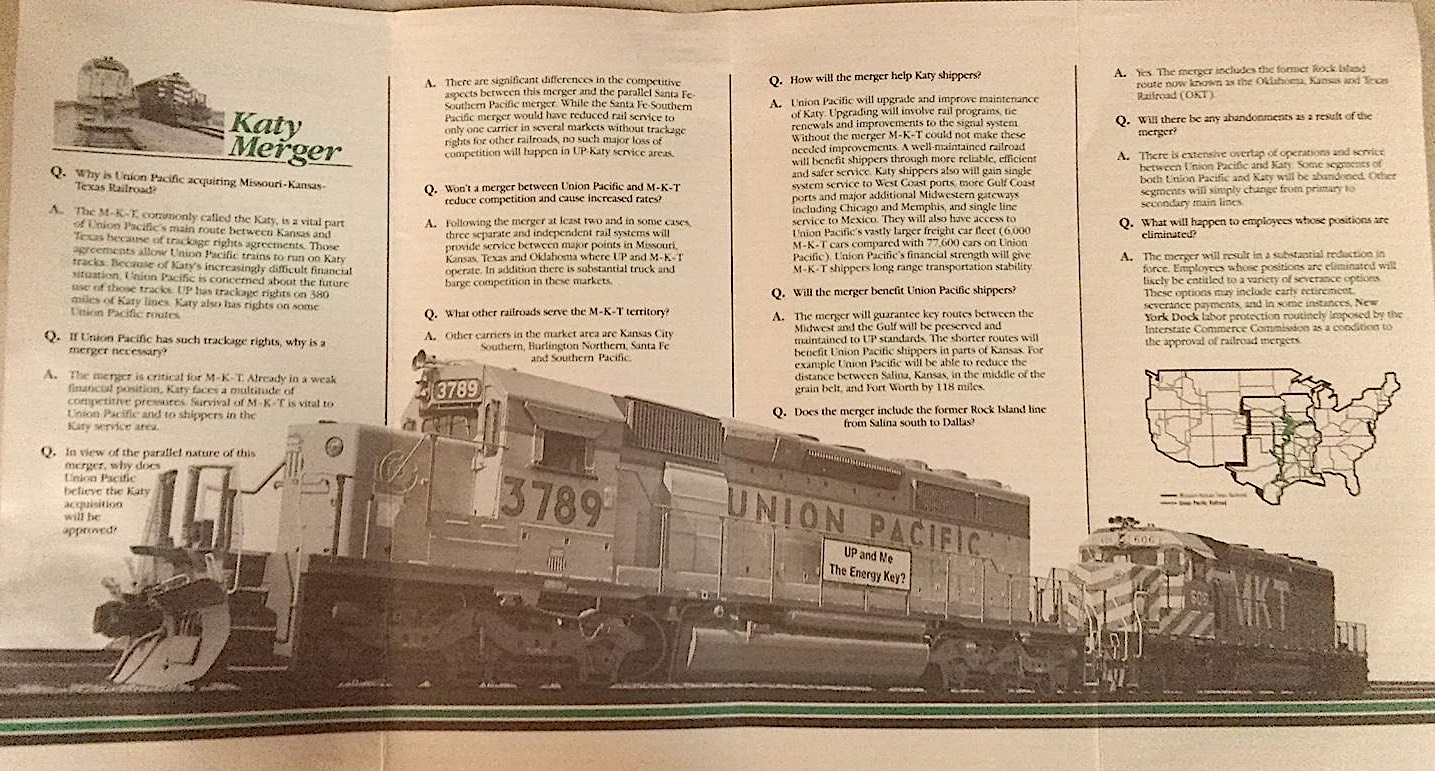 Katy
Merger
Q. Why is Union Pacific acquiring Missouri-Kansas-
Texas Railroad?
A. The M-K-T, commonly called the Katy, is a vital part
of Union Pacific's main route between Kansas and
Texas because of trackage rights agreements. Those
agreements allow Union Pacific trains to run on Katy
tracks. Because of Katy's increasingly difficult financial
situation, Union Pacific is concerned about the future
use of those tracks. UP has trackage rights on 380
miles of Katy lines. Katy also has rights on some
Union Pacific routes.
Q. If Union Pacific has such trackage rights, why is a
merger necessary?
A. The merger is critical for M-K-T. Already in a weak
financial position, Katy faces a multitude of
competitive pressures. Survival of M-K-T is vital to
Union Pacific and to shippers in the
Katy service area.
Q. In view of the parallel nature of this
merger, why does
Union Pacific
believe the Katy
acquisition
will be
approved?
A. There are significant differences in the competitive
aspects between this merger and the parallel Santa Fe-
Southern Pacific merger. While the Santa Fe-Southern
Pacific merger would have reduced rail service to
only one carrier in several markets without trackage
rights for other railroads, no such major loss of
competition will happen in UP-Katy service areas.
Q. Won't a merger between Union Pacific and M-K-T
reduce competition and cause increased rates?
A. Following the merger at least two and in some cases,
three separate and independent rail systems will
provide service between major points in Missouri,
Kansas, Texas and Oklahoma where UP and M-K-T
operate. In addition there is substantial truck and
barge competition in these markets.
Q. What other railroads serve the M-K-T territory?
A. Other carriers in the market area are Kansas City
Southern, Burlington Northern, Santa Fe
and Southern Pacific.
Q. How will the merger help Katy shippers?
A. Union Pacific will upgrade and improve maintenance
of Katy. Upgrading will involve rail programs, tie
renewals and improvements to the signal system.
Without the merger M-K-T could not make these
needed improvements. A well-maintained railroad
will benefit shippers through more reliable, efficient
and safer service. Katy shippers also will gain single
system service to West Coast ports, more Gulf Coast
ports and major additional Midwestern gateways
including Chicago and Memphis, and single line
service to Mexico. They will also have access to
Union Pacific's vastly larger freight car fleet (6,000
M-K-T cars compared with 77,600 cars on Union
Pacific). Union Pacific's financial strength will give
M-K-T shippers long range transportation stability.
Q. Will the merger benefit Union Pacific shippers?
A. The merger will guarantee key routes between the
Midwest and the Gulf will be preserved and
maintained to UP standards. The shorter routes will
benefit Union Pacific shippers in parts of Kansas. For
example Union Pacific will be able to reduce the
distance between Salina, Kansas, in the middle of the
grain belt, and Fort Worth by 118 miles.
Q. Does the merger include the former Rock Island line
from Salina south to Dallas?
A. Yes. The merger includes the former Rock Island
route now known as the Oklahoma, Kansas and Texas
Railroad (OKT).
Q. Will there be any abandonments as a result of the
merger?
A. There is extensive overlap of operations and service
between Union Pacific and Katy. Some segments of
both Union Pacific and Katy will be abandoned. Other
segments will simply change from primary to
secondary main lines.
Q. What will happen to employees whose positions are
eliminated?
A. The merger will result in a substantial reduction in
force. Employees whose positions are eliminated will
likely be entitled to a variety of severance options.
These options may include early retirement,
severance payments, and in some instances, New
York Dock labor protection routinely imposed by the
Interstate Commerce Commission as a condition to
the approval of railroad mergers.
Missouri-Kansas-Texas Railroad
Union Pacific Railroad
3789
3789
UNION PACIFIC
UP and Me
The Energy Key?
606
MKT